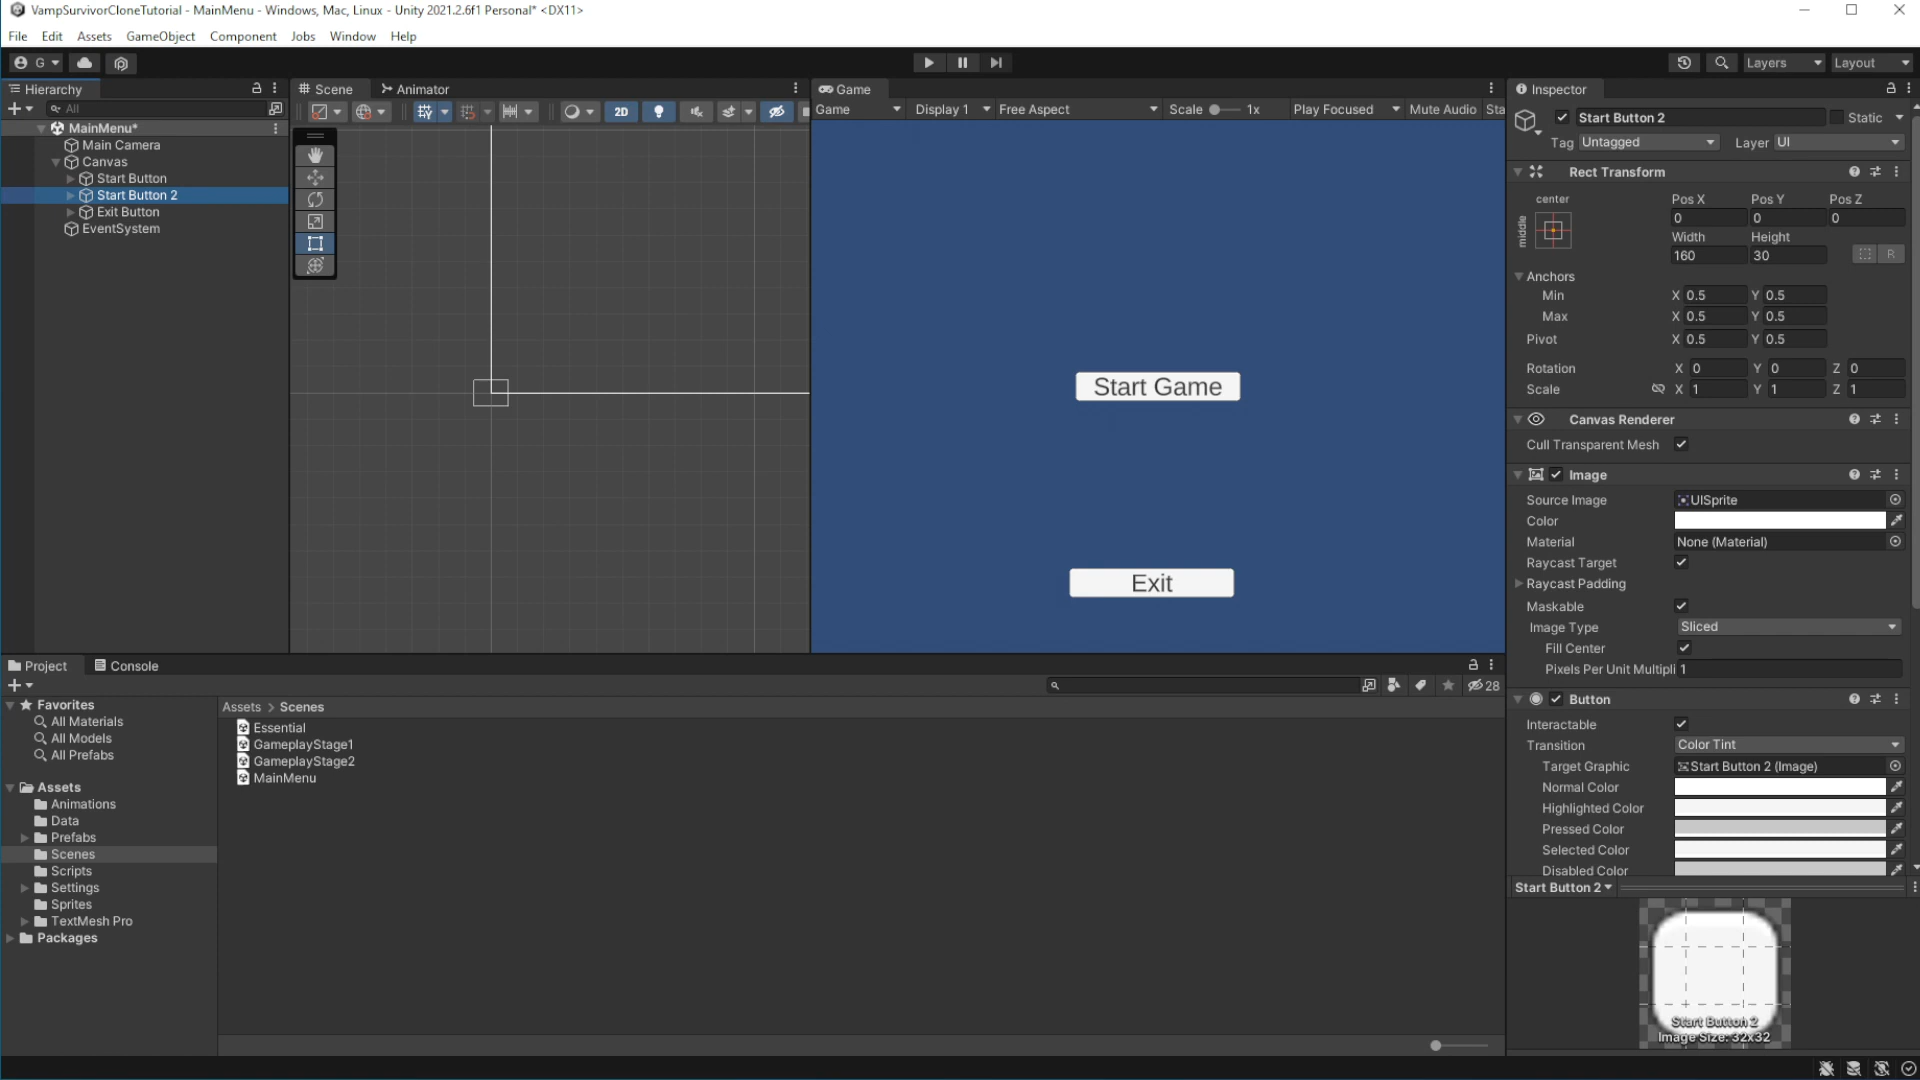 VampSurvivorCloneTutorial - MainMenu - Windows, Mac, Linux - Unity 2021.2.6f1 Personal* <DX11>
File Edit Assets GameObject Component Jobs Window Help
G Layers Layout
Hierarchy
All
MainMenu*
Main Camera
Canvas
Start Button
Start Button 2
Exit Button
EventSystem
Scene Animator
2D
Game
Game Display 1 Free Aspect Scale 1x Play Focused Mute Audio Sta
Start Game
Exit
Inspector
Start Button 2 Static
Tag Untagged Layer UI
Rect Transform
center Pos X Pos Y Pos Z
middle 0 0 0
Width Height
160 30 R
Anchors
Min X 0.5 Y 0.5
Max X 0.5 Y 0.5
Pivot X 0.5 Y 0.5
Rotation X 0 Y 0 Z 0
Scale X 1 Y 1 Z 1
Canvas Renderer
Cull Transparent Mesh
Image
Source Image UISprite
Color
Material None (Material)
Raycast Target
Raycast Padding
Maskable
Image Type Sliced
Fill Center
Pixels Per Unit Multipli 1
Button
Interactable
Transition Color Tint
Target Graphic Start Button 2 (Image)
Normal Color
Highlighted Color
Pressed Color
Selected Color
Disabled Color
Start Button 2
Start Button 2
Image Size: 32x32
Project Console
28
Favorites
All Materials
All Models
All Prefabs
Assets
Animations
Data
Prefabs
Scenes
Scripts
Settings
Sprites
TextMesh Pro
Packages
Assets > Scenes
Essential
GameplayStage1
GameplayStage2
MainMenu